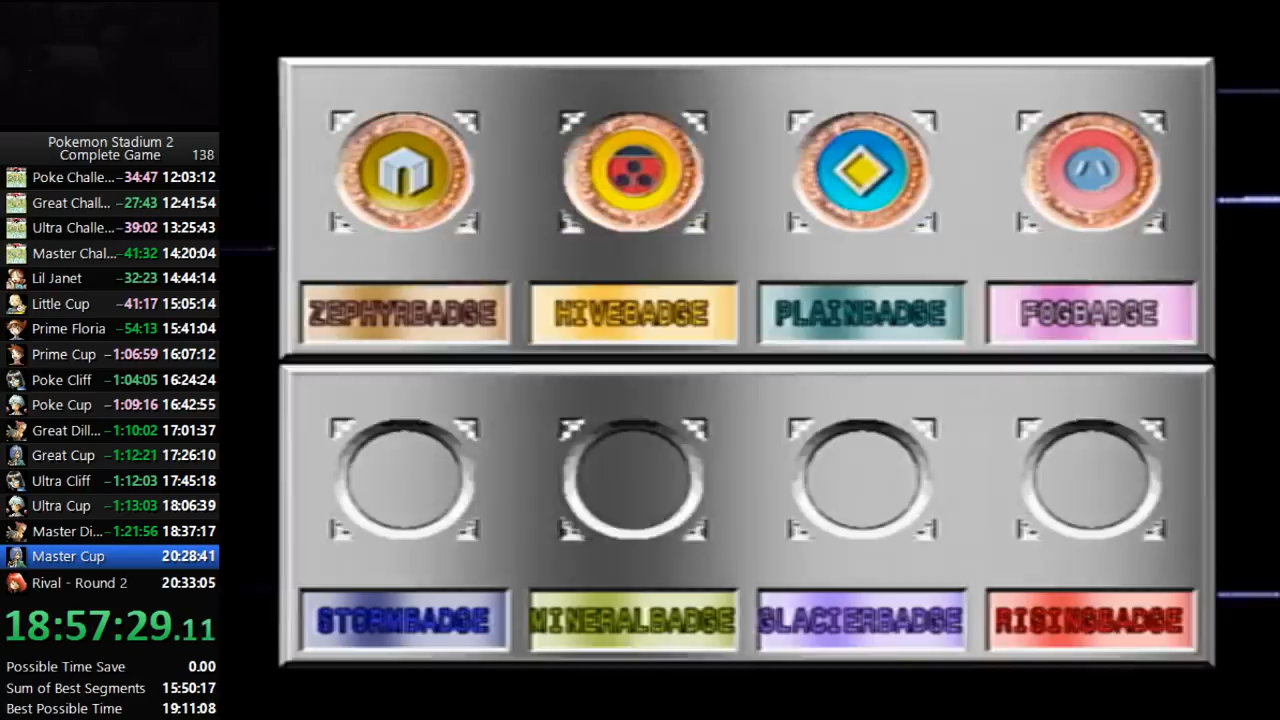 Pokemon Stadium 2
Complete Game 138
Poke Challe... −34:47 12:03:12
Great Chall... −27:43 12:41:54
Ultra Challe... −39:02 13:25:43
Master Chal... −41:32 14:20:04
Lil Janet −32:23 14:44:14
Little Cup −41:17 15:05:14
Prime Floria −54:13 15:41:04
Prime Cup −1:06:59 16:07:12
Poke Cliff −1:04:05 16:24:24
Poke Cup −1:09:16 16:42:55
Great Dill... −1:10:02 17:01:37
Great Cup −1:12:21 17:26:10
Ultra Cliff −1:12:03 17:45:18
Ultra Cup −1:13:03 18:06:39
Master Di... −1:21:56 18:37:17
Master Cup 20:28:41
Rival - Round 2 20:33:05
18:57:29.11
Possible Time Save 0.00
Sum of Best Segments 15:50:17
Best Possible Time 19:11:08
ZEPHYRBADGE HIVEBADGE PLAINBADGE FOGBADGE
STORMBADGE MINERALBADGE GLACIERBADGE RISINGBADGE